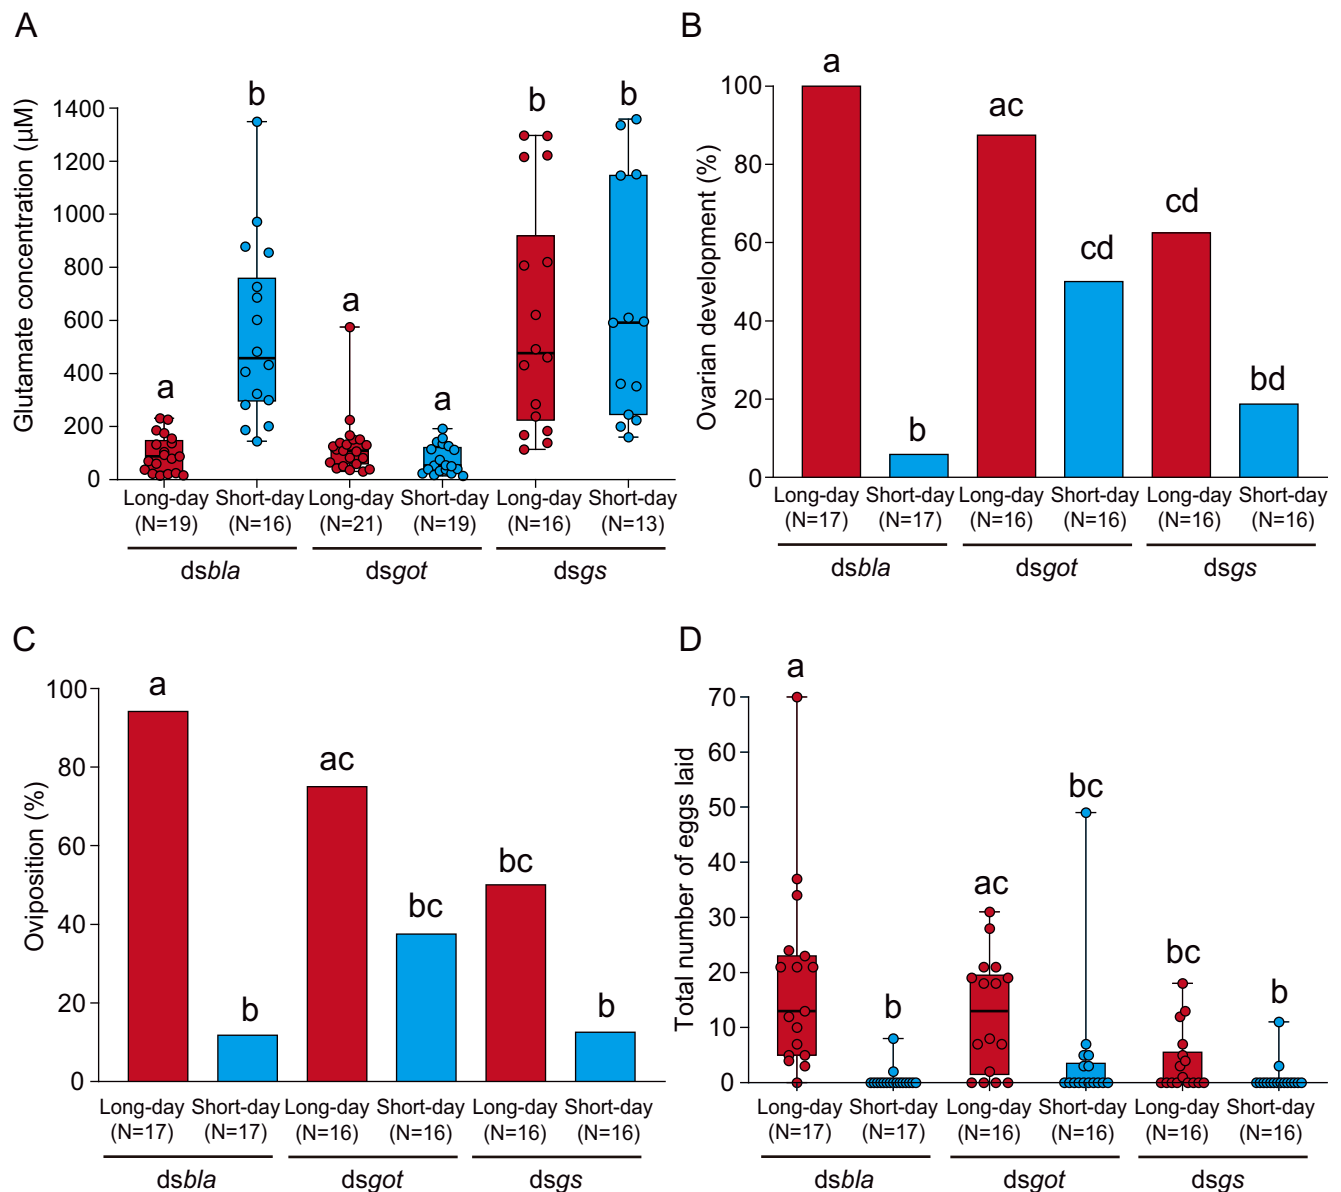 A
Glutamate concentration (µM)
1400
1200
1000
800
600
400
200
0
a
b
a
a
b
b
Long-day Short-day Long-day Short-day Long-day Short-day
(N=19) (N=16) (N=21) (N=19) (N=16) (N=13)
dsbla dsgot dsgs
B
Ovarian development (%)
100
80
60
40
20
0
a
b
ac
cd
cd
bd
Long-day Short-day Long-day Short-day Long-day Short-day
(N=17) (N=17) (N=16) (N=16) (N=16) (N=16)
dsbla dsgot dsgs
C
Oviposition (%)
100
80
60
40
20
0
a
b
ac
bc
bc
b
Long-day Short-day Long-day Short-day Long-day Short-day
(N=17) (N=17) (N=16) (N=16) (N=16) (N=16)
dsbla dsgot dsgs
D
Total number of eggs laid
70
60
50
40
30
20
10
0
a
b
ac
bc
bc
b
Long-day Short-day Long-day Short-day Long-day Short-day
(N=17) (N=17) (N=16) (N=16) (N=16) (N=16)
dsbla dsgot dsgs